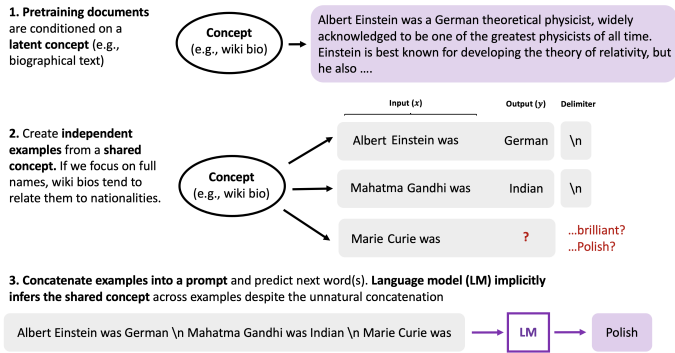 1. Pretraining documents
are conditioned on a
latent concept (e.g.,
biographical text)
Concept
(e.g., wiki bio)
Albert Einstein was a German theoretical physicist, widely
acknowledged to be one of the greatest physicists of all time.
Einstein is best known for developing the theory of relativity, but
he also ….
Input (x)
Output (y)
Delimiter
2. Create independent
examples from a shared
concept. If we focus on full
names, wiki bios tend to
relate them to nationalities.
Concept
(e.g., wiki bio)
Albert Einstein was
German
\n
Mahatma Gandhi was
Indian
\n
Marie Curie was
?
…brilliant?
…Polish?
3. Concatenate examples into a prompt and predict next word(s). Language model (LM) implicitly
infers the shared concept across examples despite the unnatural concatenation
Albert Einstein was German \n Mahatma Gandhi was Indian \n Marie Curie was
LM
Polish